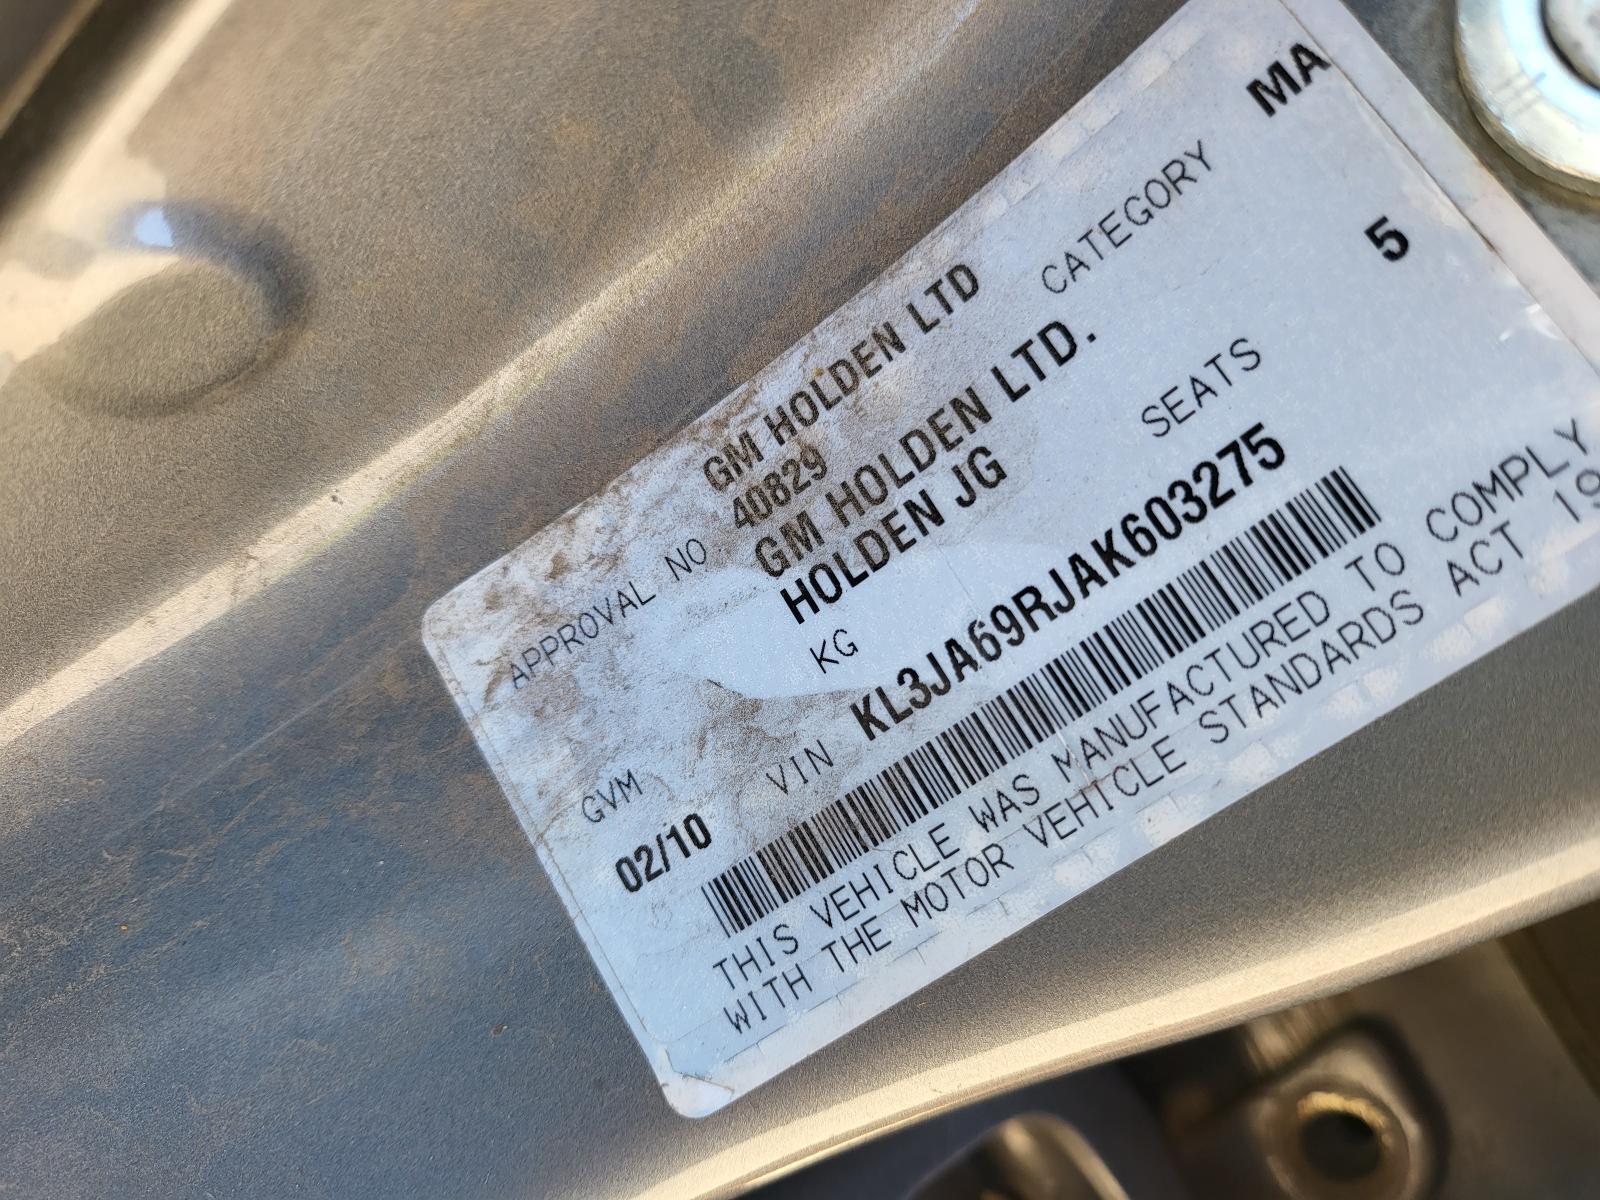 GM HOLDEN LTD
APPROVAL NO. 40829 CATEGORY MA
GM HOLDEN LTD.
HOLDEN JG
GVM KG SEATS 5
02/10 VIN KL3JA69RJAK603275
THIS VEHICLE WAS MANUFACTURED TO COMPLY
WITH THE MOTOR VEHICLE STANDARDS ACT 19